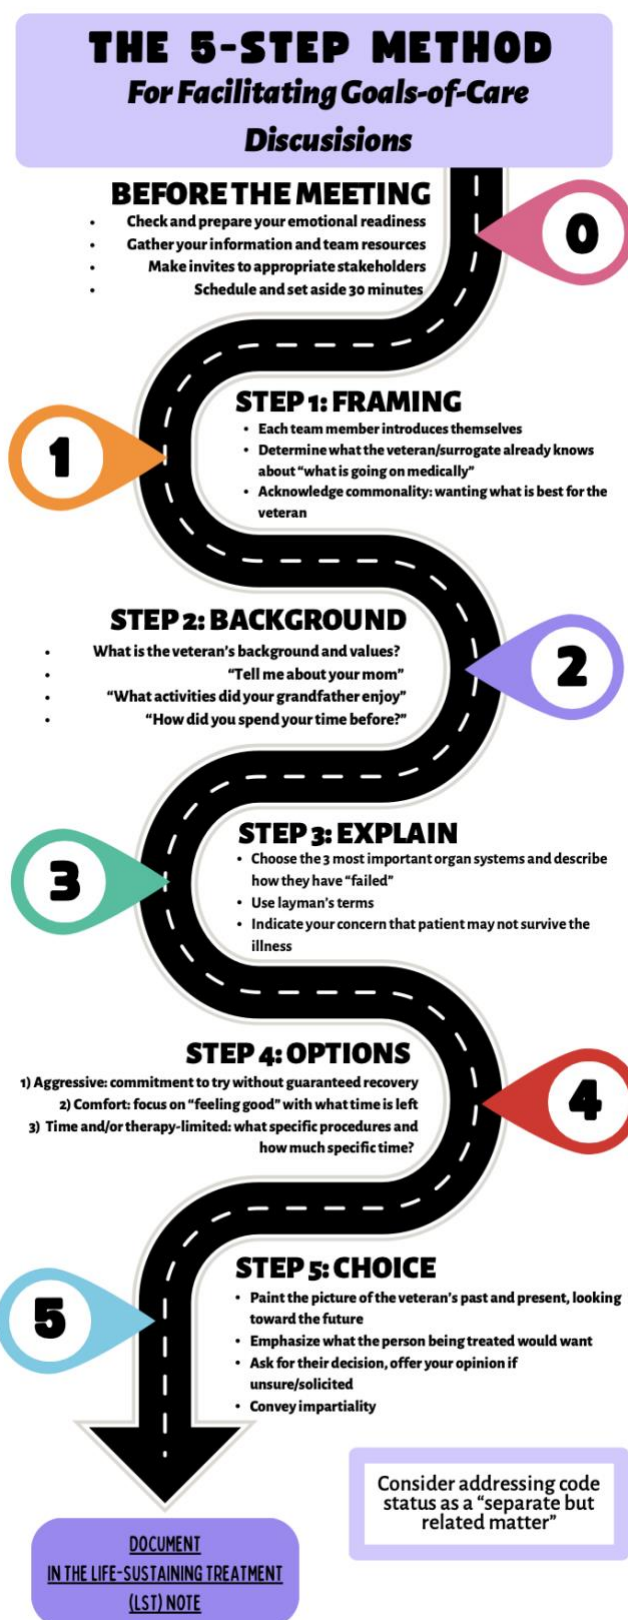 THE 5-STEP METHOD
For Facilitating Goals-of-Care
Discusisions
BEFORE THE MEETING
• Check and prepare your emotional readiness
• Gather your information and team resources
• Make invites to appropriate stakeholders
• Schedule and set aside 30 minutes
0
STEP 1: FRAMING
• Each team member introduces themselves
• Determine what the veteran/surrogate already knows
about “what is going on medically”
• Acknowledge commonality: wanting what is best for the
veteran
1
STEP 2: BACKGROUND
• What is the veteran’s background and values?
• “Tell me about your mom”
• “What activities did your grandfather enjoy”
• “How did you spend your time before?”
2
STEP 3: EXPLAIN
• Choose the 3 most important organ systems and describe
how they have “failed”
• Use layman’s terms
• Indicate your concern that patient may not survive the
illness
3
STEP 4: OPTIONS
1) Aggressive: commitment to try without guaranteed recovery
2) Comfort: focus on “feeling good” with what time is left
3) Time and/or therapy-limited: what specific procedures and
how much specific time?
4
STEP 5: CHOICE
• Paint the picture of the veteran’s past and present, looking
toward the future
• Emphasize what the person being treated would want
• Ask for their decision, offer your opinion if
unsure/solicited
• Convey impartiality
5
Consider addressing code
status as a “separate but
related matter”
DOCUMENT
IN THE LIFE-SUSTAINING TREATMENT
(LST) NOTE